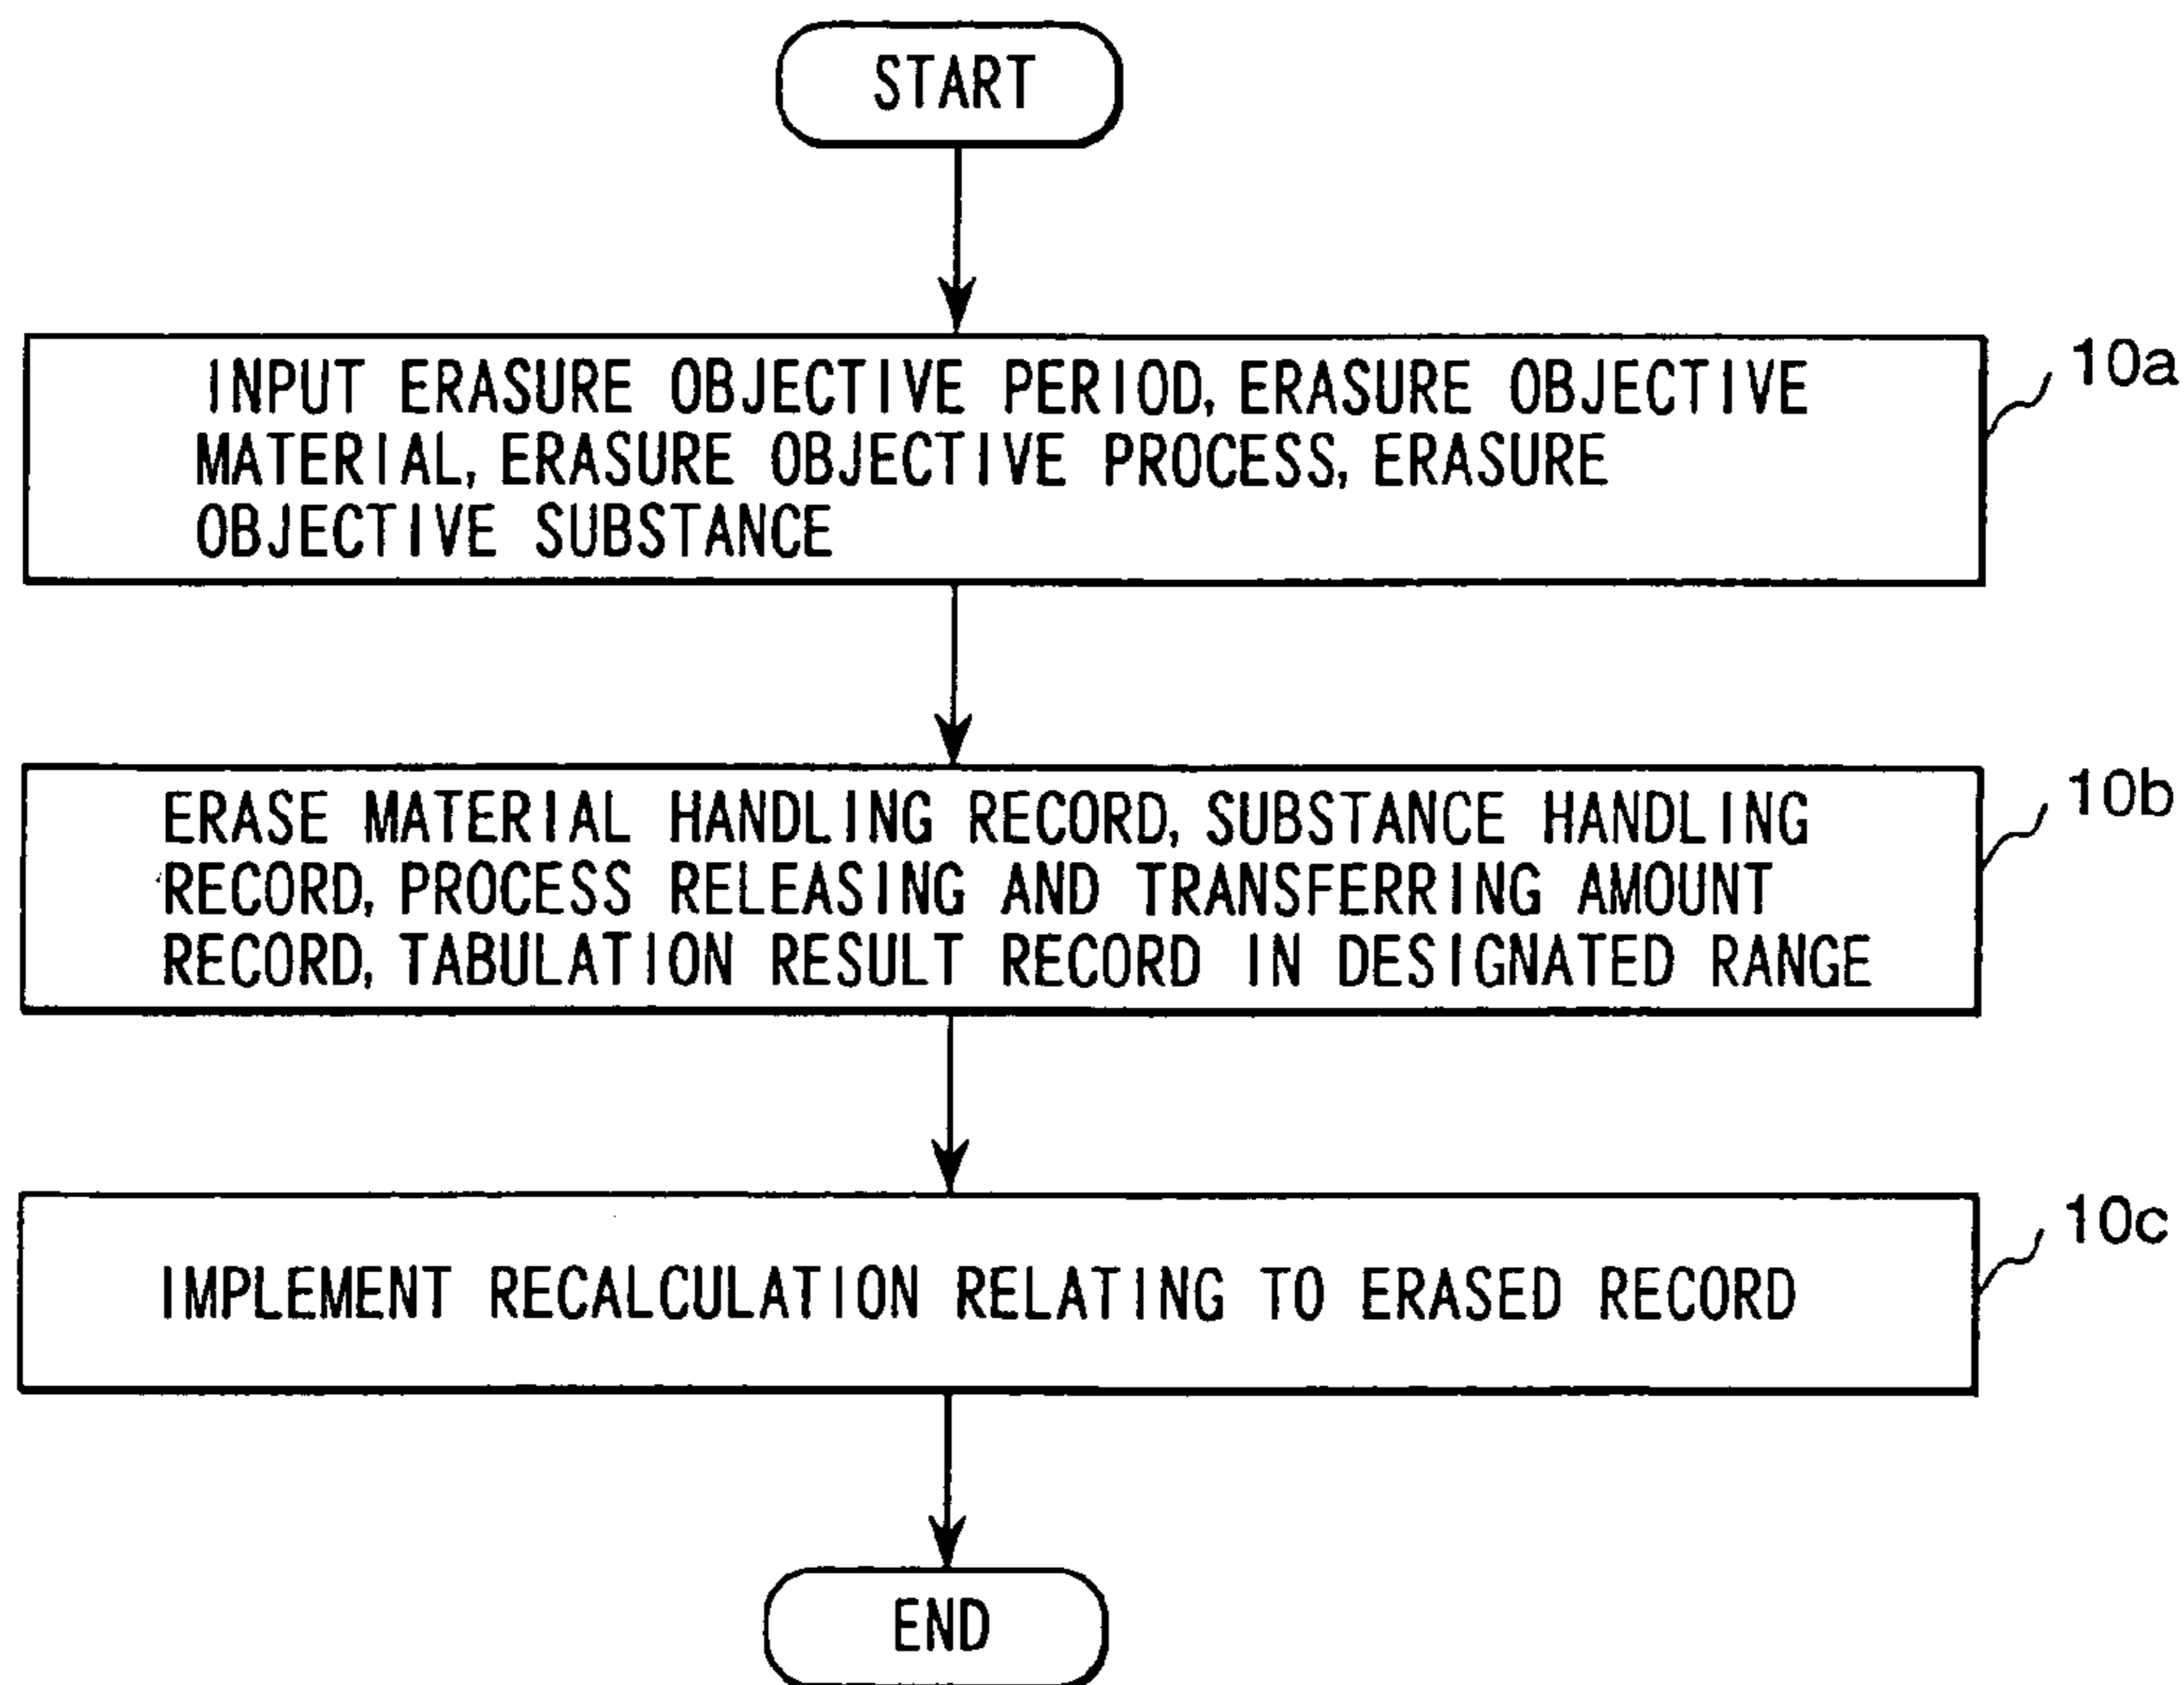 START
INPUT ERASURE OBJECTIVE PERIOD, ERASURE OBJECTIVE
MATERIAL, ERASURE OBJECTIVE PROCESS, ERASURE
OBJECTIVE SUBSTANCE
10a
ERASE MATERIAL HANDLING RECORD, SUBSTANCE HANDLING
RECORD, PROCESS RELEASING AND TRANSFERRING AMOUNT
RECORD, TABULATION RESULT RECORD IN DESIGNATED RANGE
10b
IMPLEMENT RECALCULATION RELATING TO ERASED RECORD
10c
END